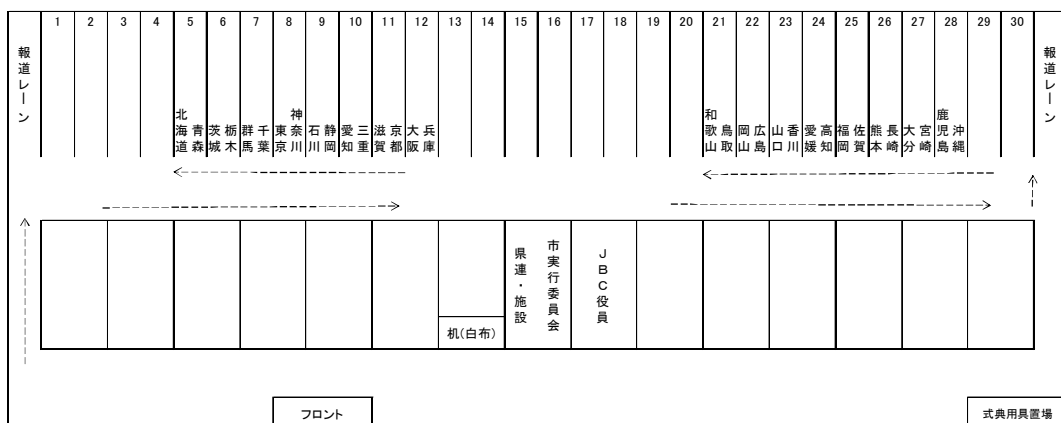 1 2 3 4 5 6 7 8 9 10 11 12 13 14 15 16 17 18 19 20 21 22 23 24 25 26 27 28 29 30
報道レーン
北海道
青森
茨城
栃木
群馬
千葉
東京
神奈川
石川
静岡
愛知
三重
滋賀
京都
大阪
兵庫
和歌山
鳥取
岡山
広島
山口
香川
愛媛
高知
福岡
佐賀
熊本
長崎
大分
宮崎
鹿児島
沖縄
報道レーン
県連・施設
市実行委員会
JBC役員
机(白布)
フロント
式典用具置場